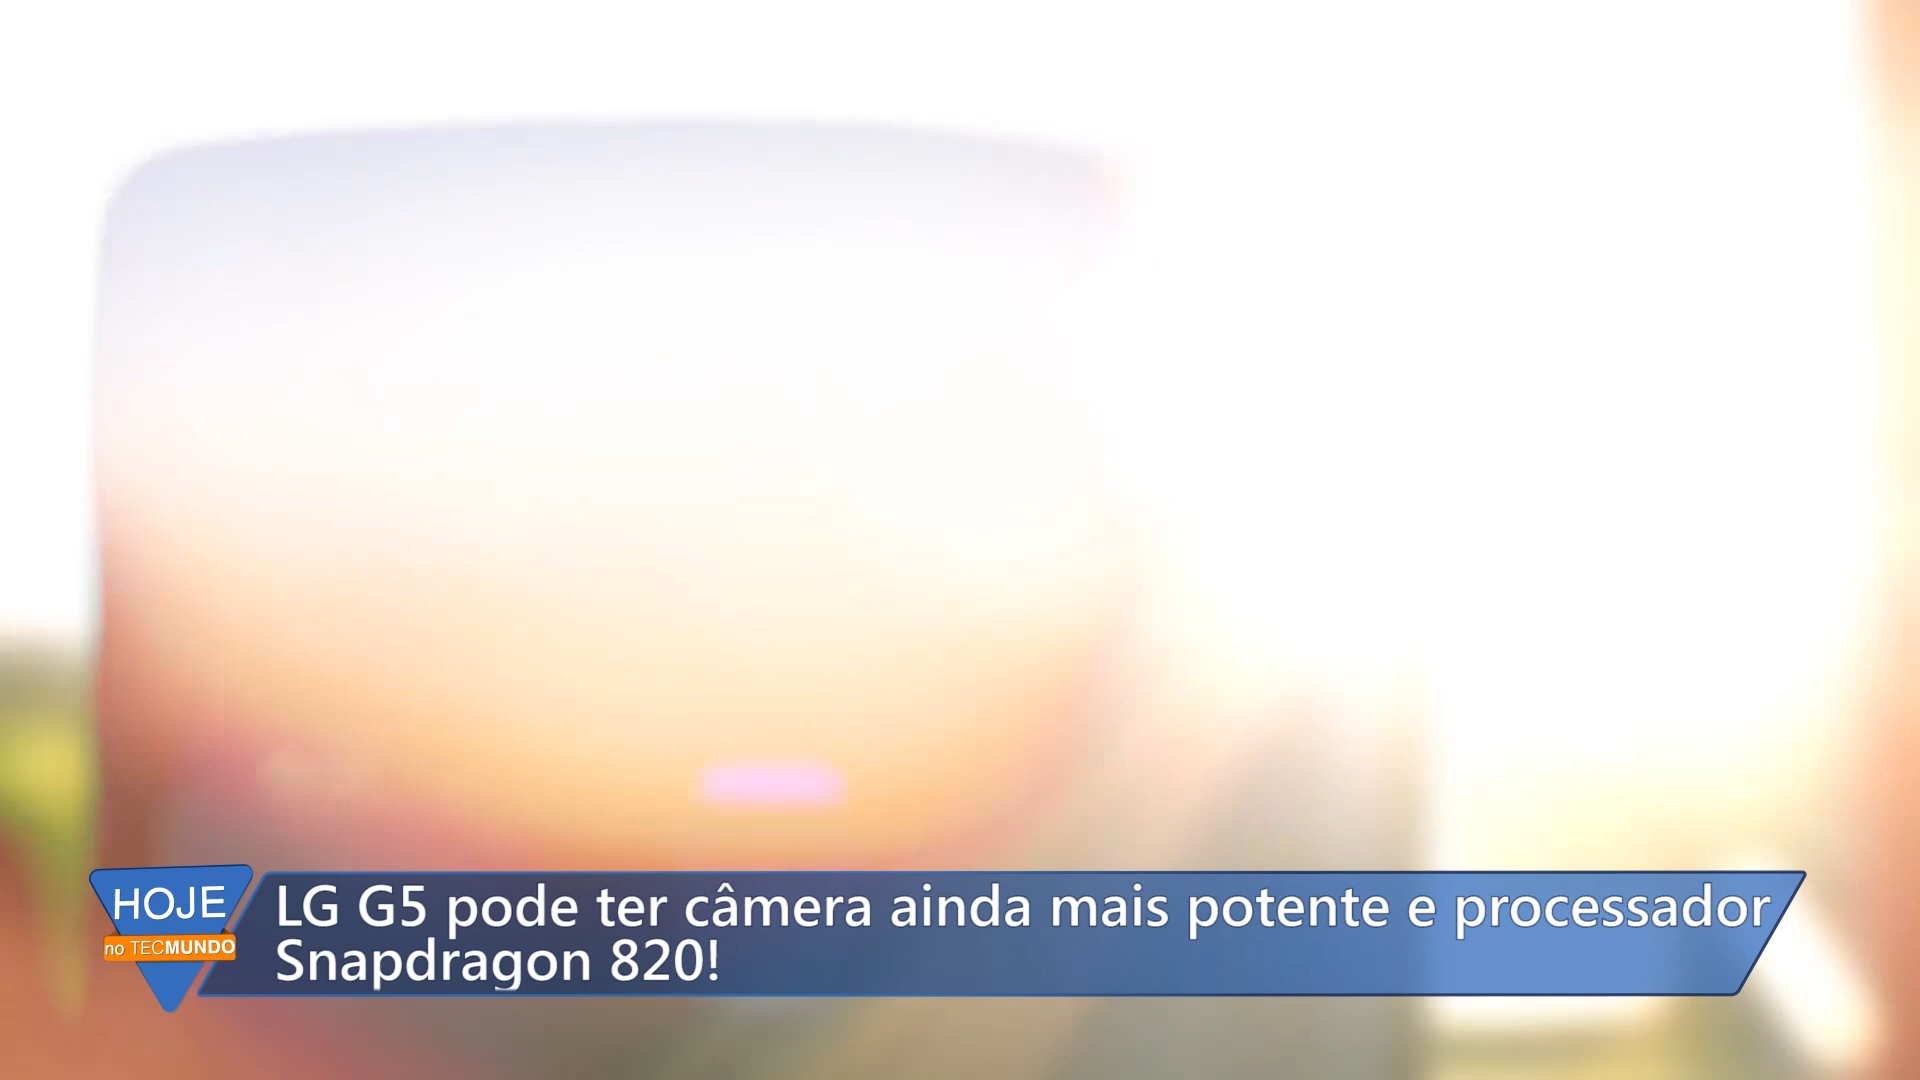 HOJE
no TECMUNDO
LG G5 pode ter câmera ainda mais potente e processador
Snapdragon 820!